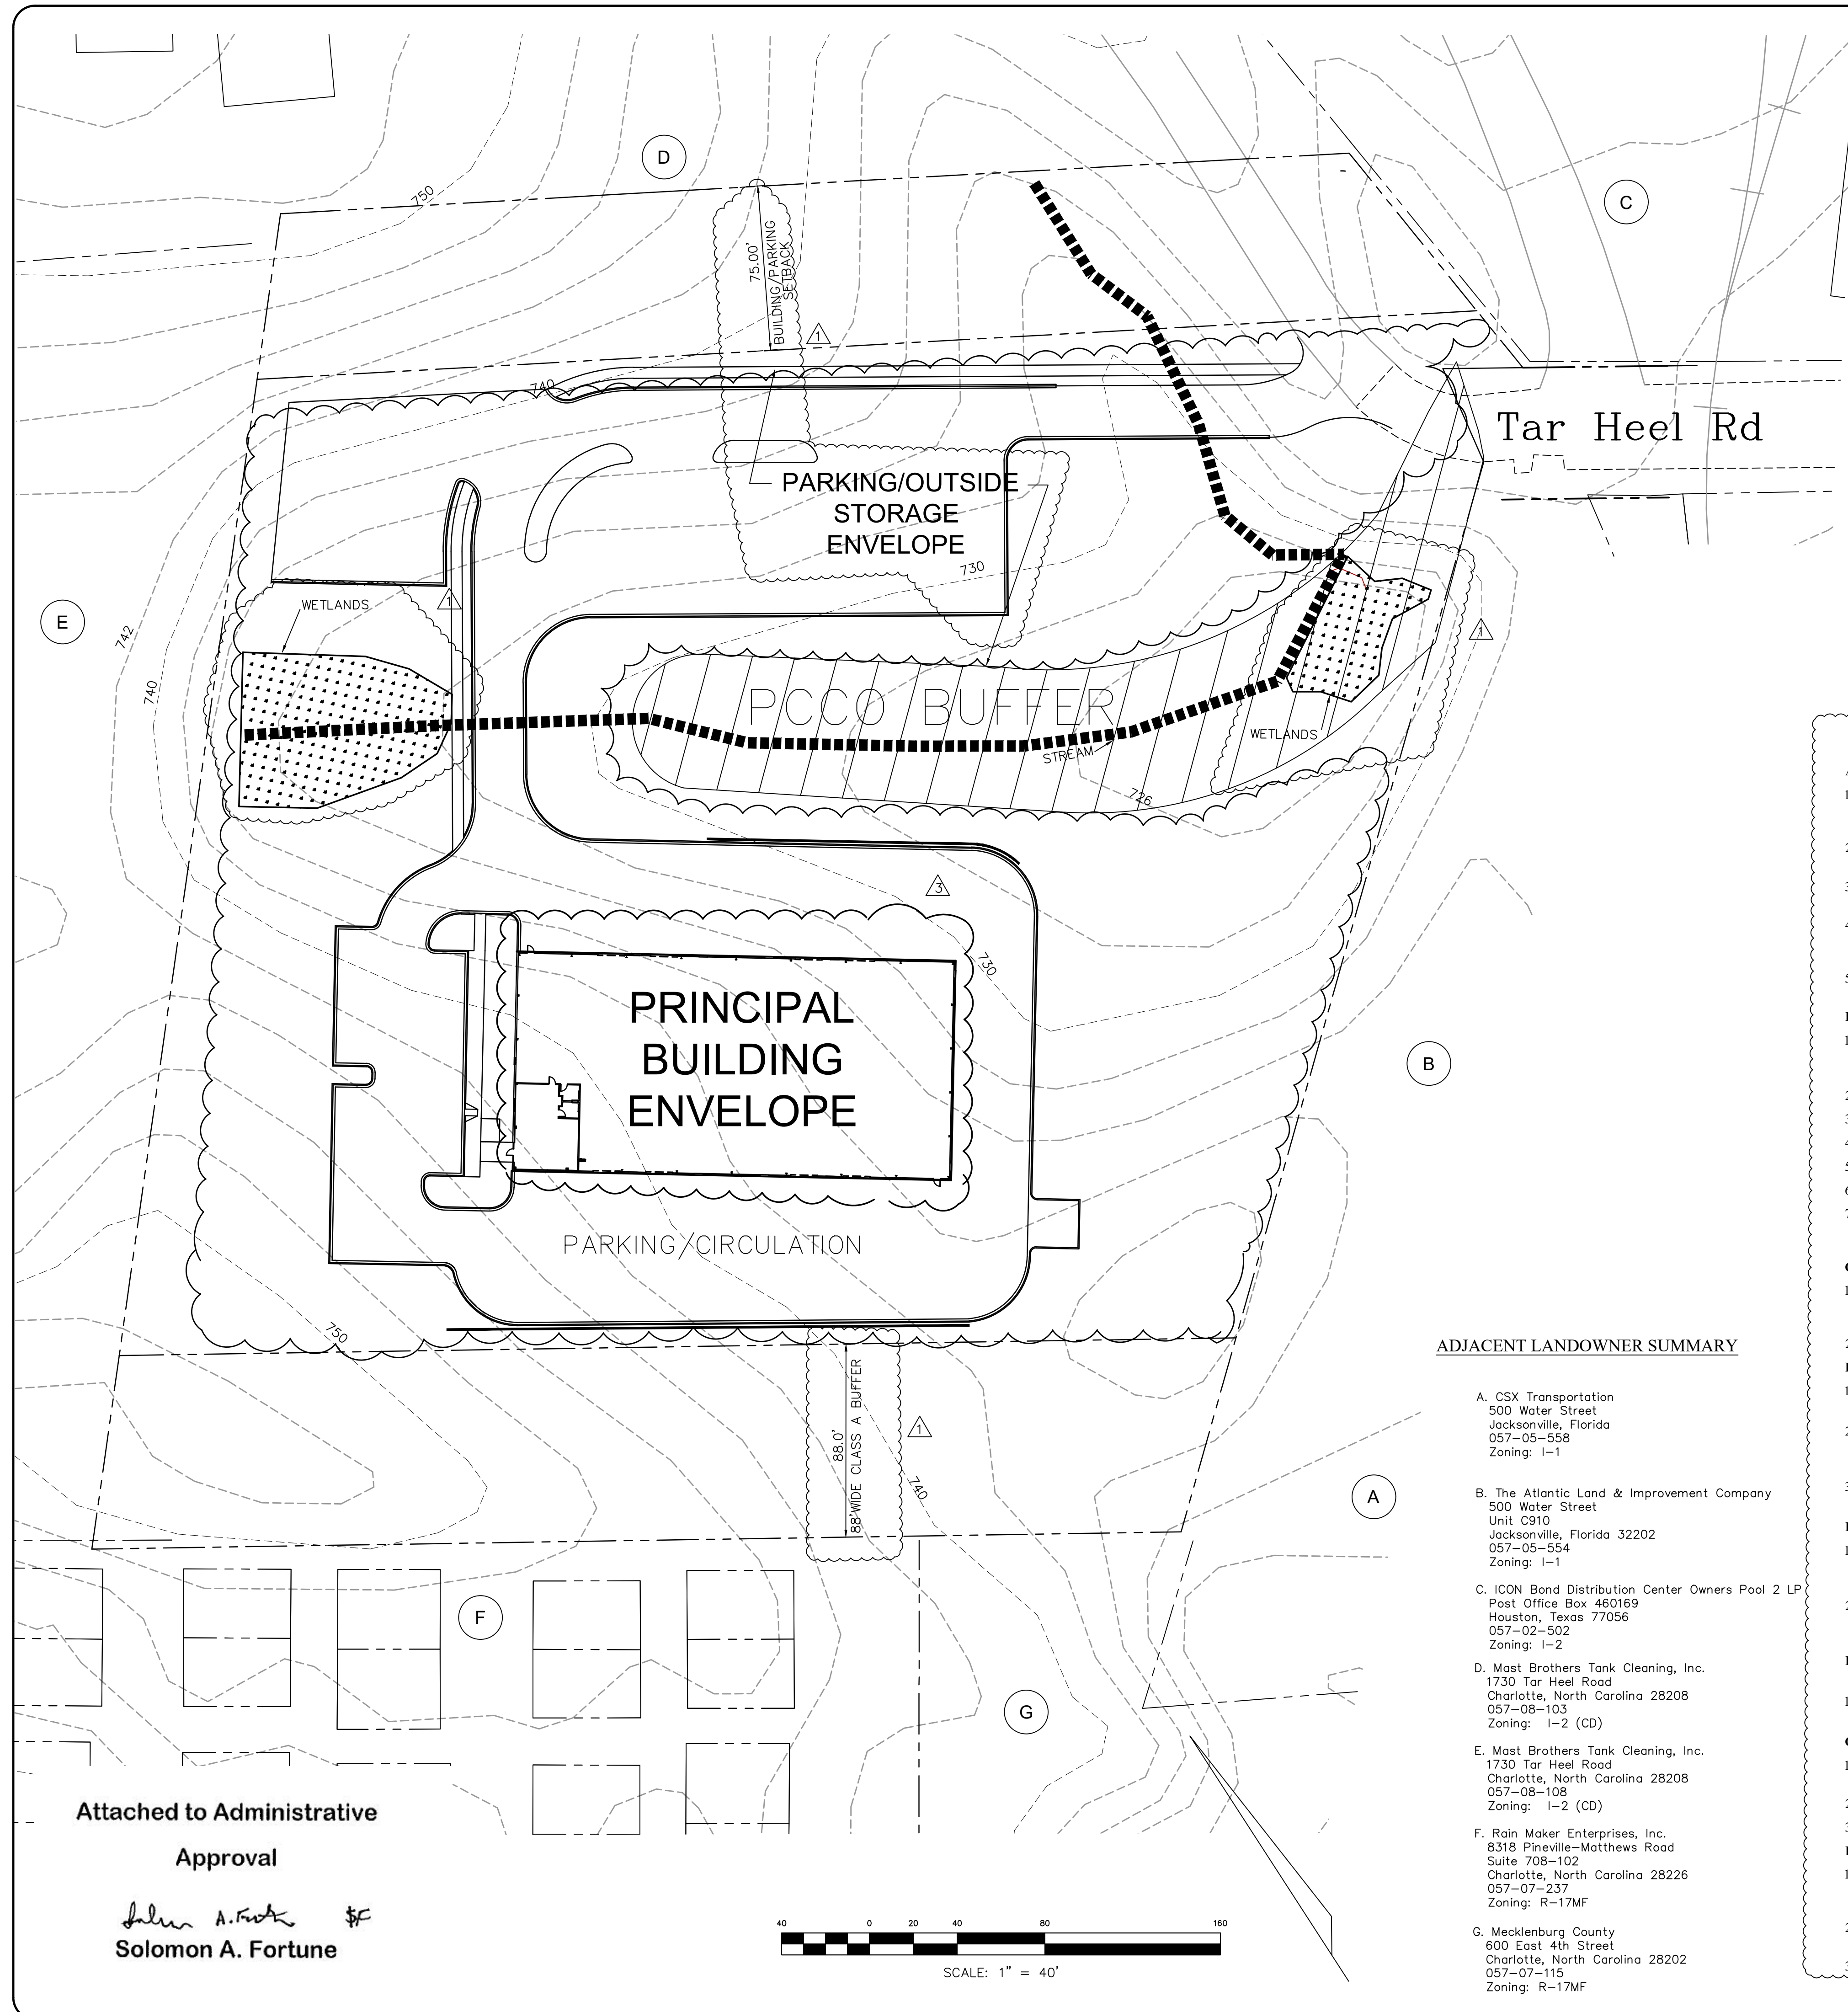 D
C
750
75.00'
BUILDING/PARKING
SETBACK
1
740
Tar Heel Rd
PARKING/OUTSIDE
STORAGE
ENVELOPE
730
WETLANDS
1
E
742
740
1
PCCO BUFFER
WETLANDS
STREAM
726
3
730
PRINCIPAL
BUILDING
ENVELOPE
B
PARKING/CIRCULATION
750
88.0'
88'WIDE CLASS A BUFFER
1
740
A
F
G
ADJACENT LANDOWNER SUMMARY
A. CSX Transportation
500 Water Street
Jacksonville, Florida
057-05-558
Zoning: I-1
B. The Atlantic Land & Improvement Company
500 Water Street
Unit C910
Jacksonville, Florida 32202
057-05-554
Zoning: I-1
C. ICON Bond Distribution Center Owners Pool 2 LP
Post Office Box 460169
Houston, Texas 77056
057-02-502
Zoning: I-2
D. Mast Brothers Tank Cleaning, Inc.
1730 Tar Heel Road
Charlotte, North Carolina 28208
057-08-103
Zoning: I-2 (CD)
E. Mast Brothers Tank Cleaning, Inc.
1730 Tar Heel Road
Charlotte, North Carolina 28208
057-08-108
Zoning: I-2 (CD)
F. Rain Maker Enterprises, Inc.
8318 Pineville-Matthews Road
Suite 708-102
Charlotte, North Carolina 28226
057-07-237
Zoning: R-17MF
G. Mecklenburg County
600 East 4th Street
Charlotte, North Carolina 28202
057-07-115
Zoning: R-17MF
Attached to Administrative
Approval
Solomon A. Fortune
40 0 20 40 80 160
SCALE: 1" = 40'